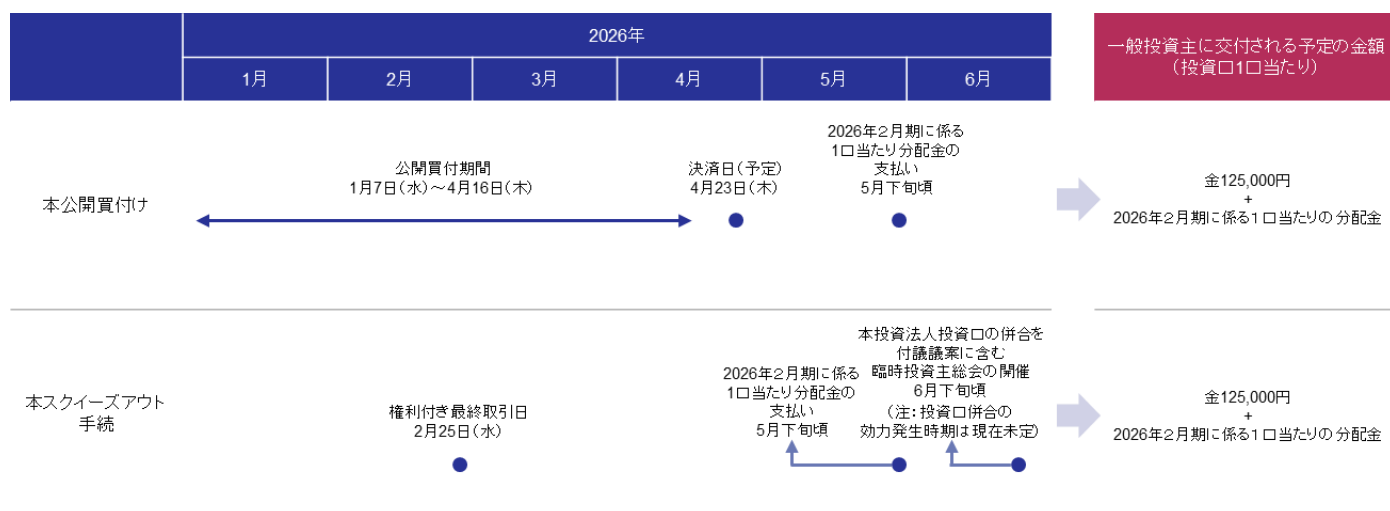 2026年
一般投資主に交付される予定の金額
（投資口1口当たり）
1月
2月
3月
4月
5月
6月
本公開買付け
公開買付期間
1月7日（水）～4月16日（木）
決済日（予定）
4月23日（木）
2026年２月期に係る
1口当たり分配金の
支払い
5月下旬頃
金125,000円
+
2026年２月期に係る１口当たりの分配金
本スクイーズアウト
手続
権利付き最終取引日
2月25日（水）
2026年２月期に係る
1口当たり分配金の
支払い
5月下旬頃
本投資法人投資口の併合を
付議議案に含む
臨時投資主総会の開催
6月下旬頃
（注：投資口併合の
効力発生時期は現在未定）
金125,000円
+
2026年２月期に係る１口当たりの分配金